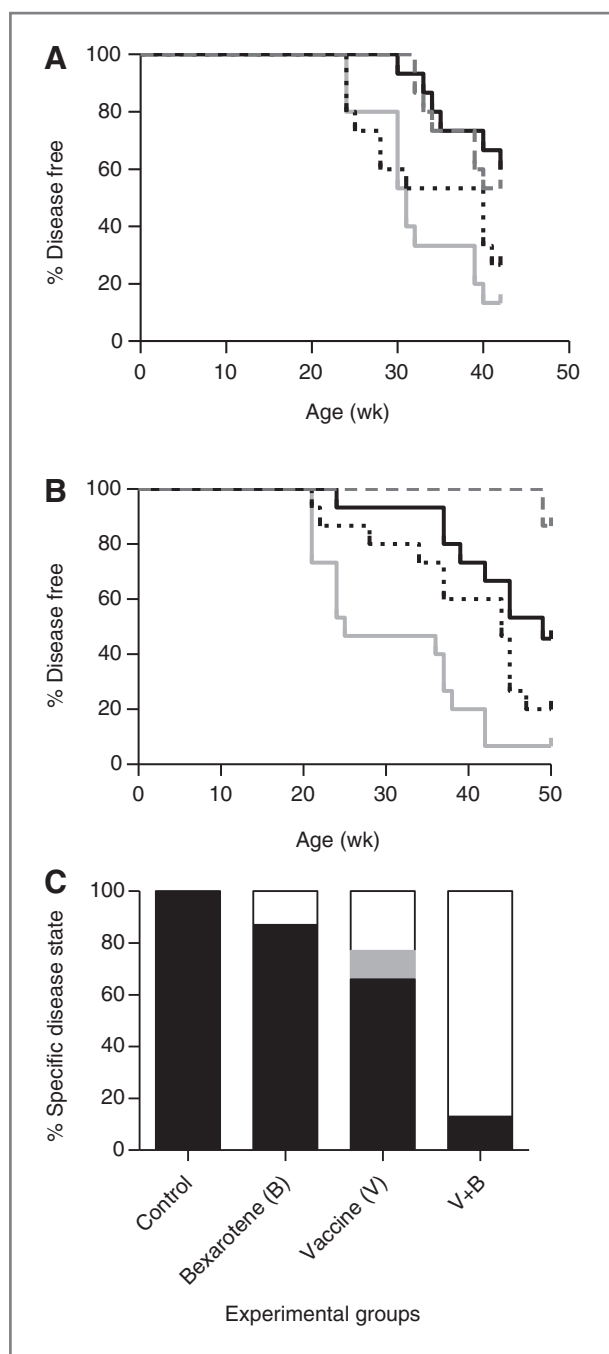 A
100
80
60
40
20
0
% Disease free
0 10 20 30 40 50
Age (wk)
B
100
80
60
40
20
0
% Disease free
0 10 20 30 40 50
Age (wk)
C
100
80
60
40
20
0
% Specific disease state
Control
Bexarotene (B)
Vaccine (V)
V+B
Experimental groups